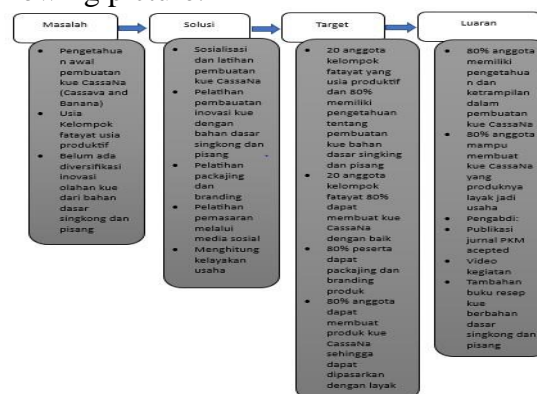 lowing picture.
Masalah
Solusi
Target
Luaran
Pengetahua
n awal
pembuatan
kue CassaNa
(Cassava and
Banana)
Usia
Kelompok
fatayat usia
produktif
Belum ada
diversifikasi
inovasi
olahan kue
dari bahan
dasar
singkong dan
pisang
Sosialisasi
dan latihan
pembuatan
kue CassaNa
Pelatihan
pembauatan
inovasi kue
dengan
bahan dasar
singkong dan
pisang
Pelatihan
packajing
dan
branding
Pelatihan
pemasaran
melalui
media sosial
Menghitung
kelayakan
usaha
20 anggota
kelompok
fatayat yang
usia produktif
dan 80%
memiliki
pengetahuan
tentang
pembuatan
kue bahan
dasar singking
dan pisang
20 anggota
kelompok
fatayat 80%
dapat
membuat kue
CassaNa
dengan baik
80% peserta
dapat
packajing dan
branding
produk
80% anggota
dapat
membuat
produk kue
CassaNa
sehingga
dapat
dipasarkan
dengan layak
80% anggota
memiliki
pengetahua
n dan
ketrampilan
dalam
pembuatan
kue CassaNa
80% anggota
mampu
membuat
kue CassaNa
yang
produknya
layak jadi
usaha
Pengabdi:
Publikasi
jurnal PKM
acepted
Video
kegiatan
Tambahan
buku resep
kue
berbahan
dasar
singkong dan
pisang